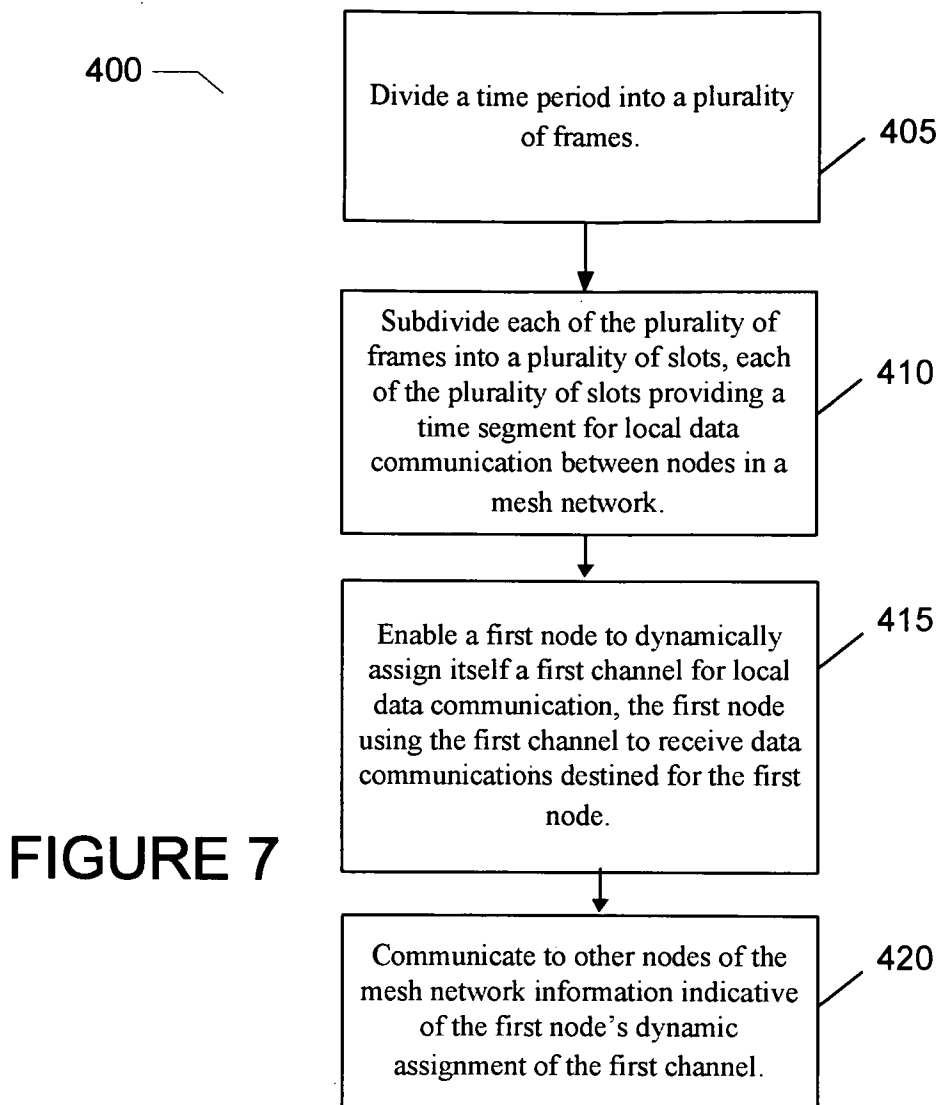 400
Divide a time period into a plurality
of frames.
405
Subdivide each of the plurality of
frames into a plurality of slots, each
of the plurality of slots providing a
time segment for local data
communication between nodes in a
mesh network.
410
Enable a first node to dynamically
assign itself a first channel for local
data communication, the first node
using the first channel to receive data
communications destined for the first
node.
415
FIGURE 7
Communicate to other nodes of the
mesh network information indicative
of the first node's dynamic
assignment of the first channel.
420